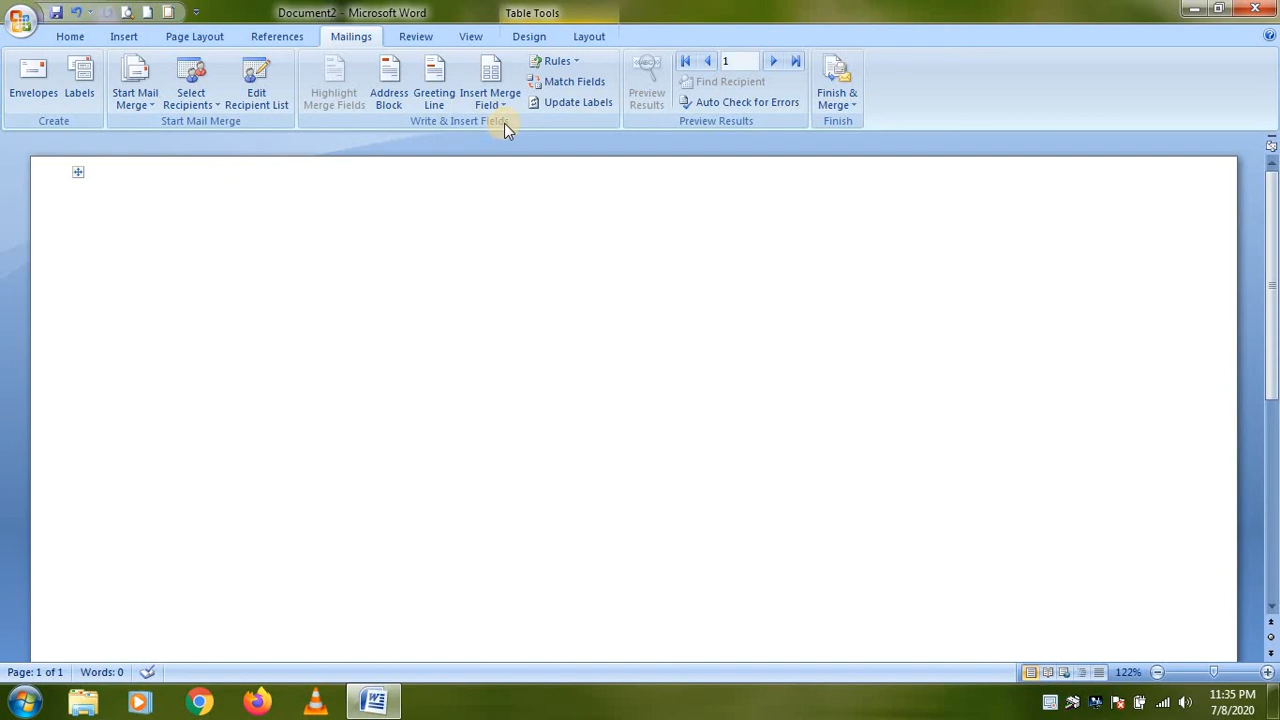 Document2 - Microsoft Word
Table Tools
Home
Insert
Page Layout
References
Mailings
Review
View
Design
Layout
Envelopes
Labels
Create
Start Mail
Merge
Select
Recipients
Edit
Recipient List
Start Mail Merge
Highlight
Merge Fields
Address
Block
Greeting
Line
Insert Merge
Field
Rules
Match Fields
Update Labels
Write & Insert Fields
Preview
Results
ABC
1
Find Recipient
Auto Check for Errors
Preview Results
Finish &
Merge
Finish
Page: 1 of 1
Words: 0
122%
11:35 PM
7/8/2020